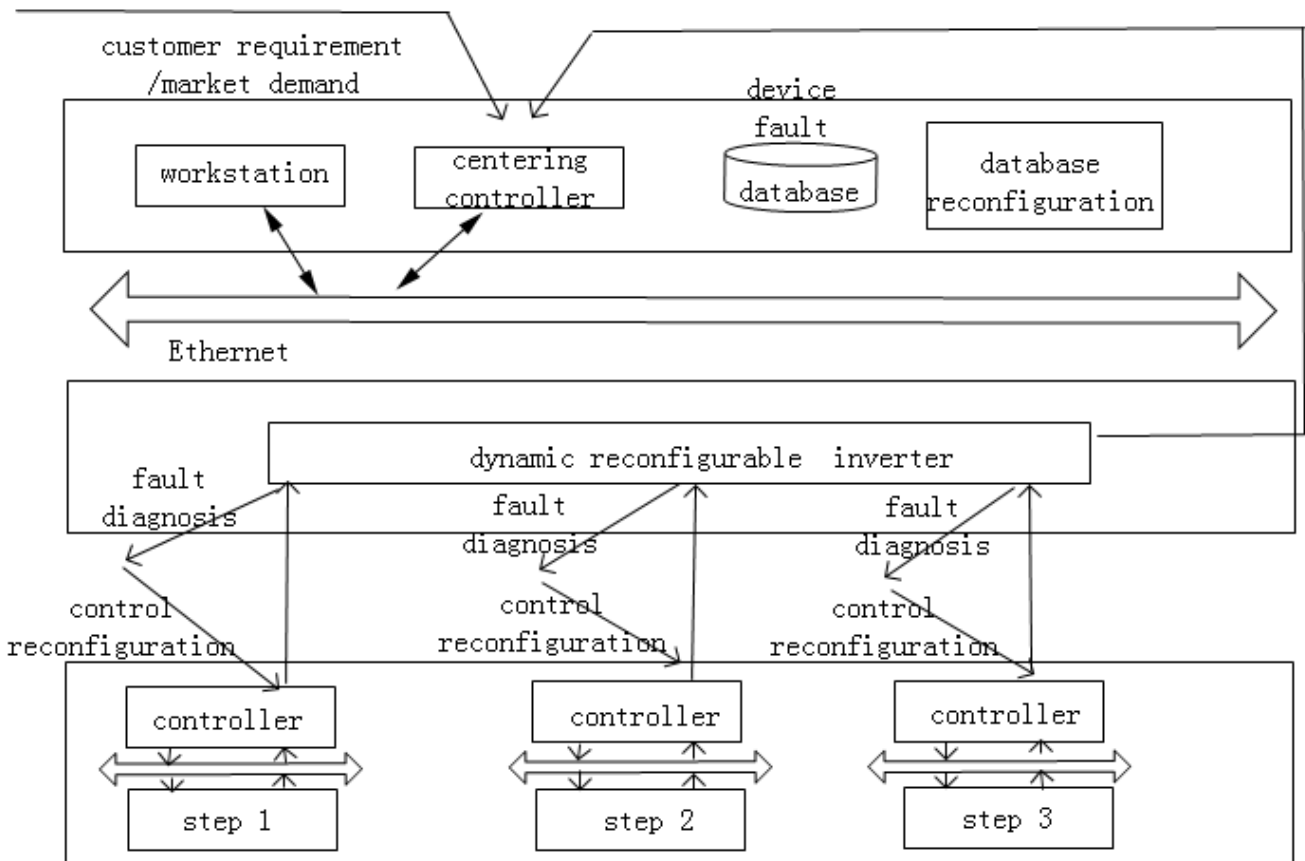 customer requirement
/market demand
device
fault
workstation
centering
controller
database
database
reconfiguration
Ethernet
dynamic reconfigurable inverter
fault
diagnosis
fault
diagnosis
fault
diagnosis
control
reconfiguration
control
reconfiguration
control
reconfiguration
controller
controller
controller
step 1
step 2
step 3